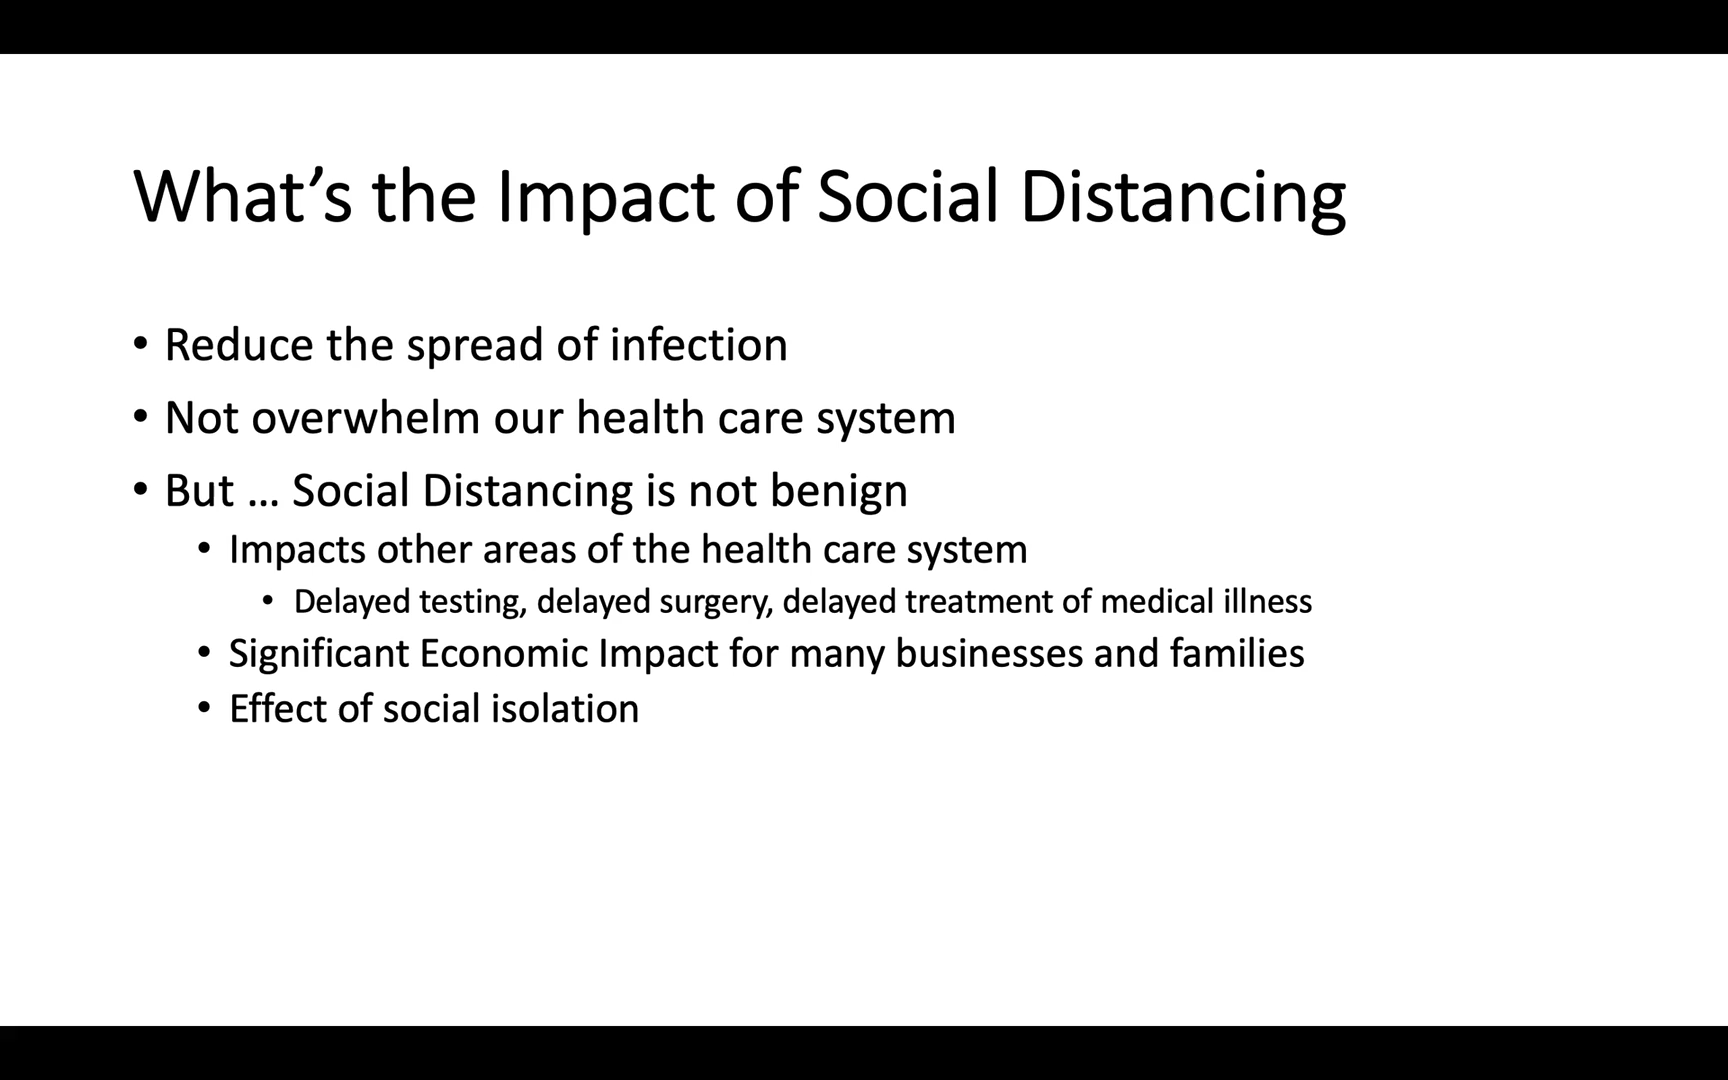 What’s the Impact of Social Distancing
• Reduce the spread of infection
• Not overwhelm our health care system
• But ... Social Distancing is not benign
• Impacts other areas of the health care system
• Delayed testing, delayed surgery, delayed treatment of medical illness
• Significant Economic Impact for many businesses and families
• Effect of social isolation